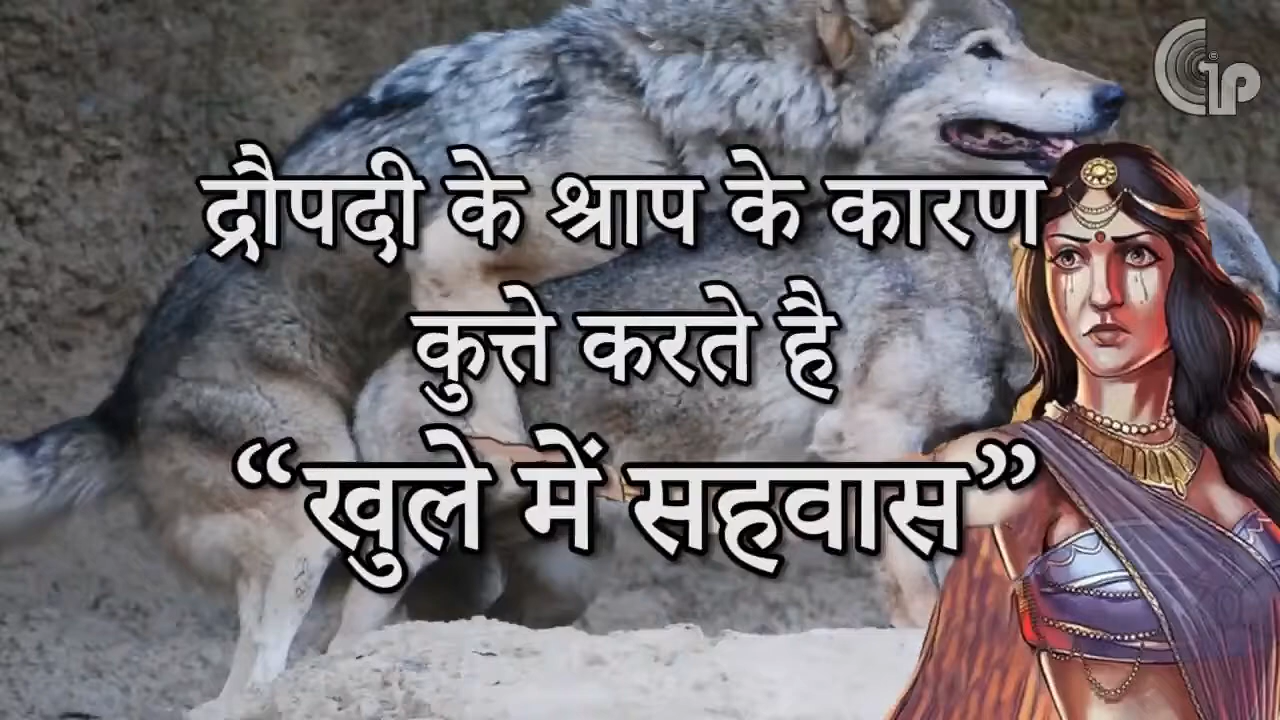 द्रौपदी के श्राप के कारण
कुत्ते करते है
“खुले में सहवास”